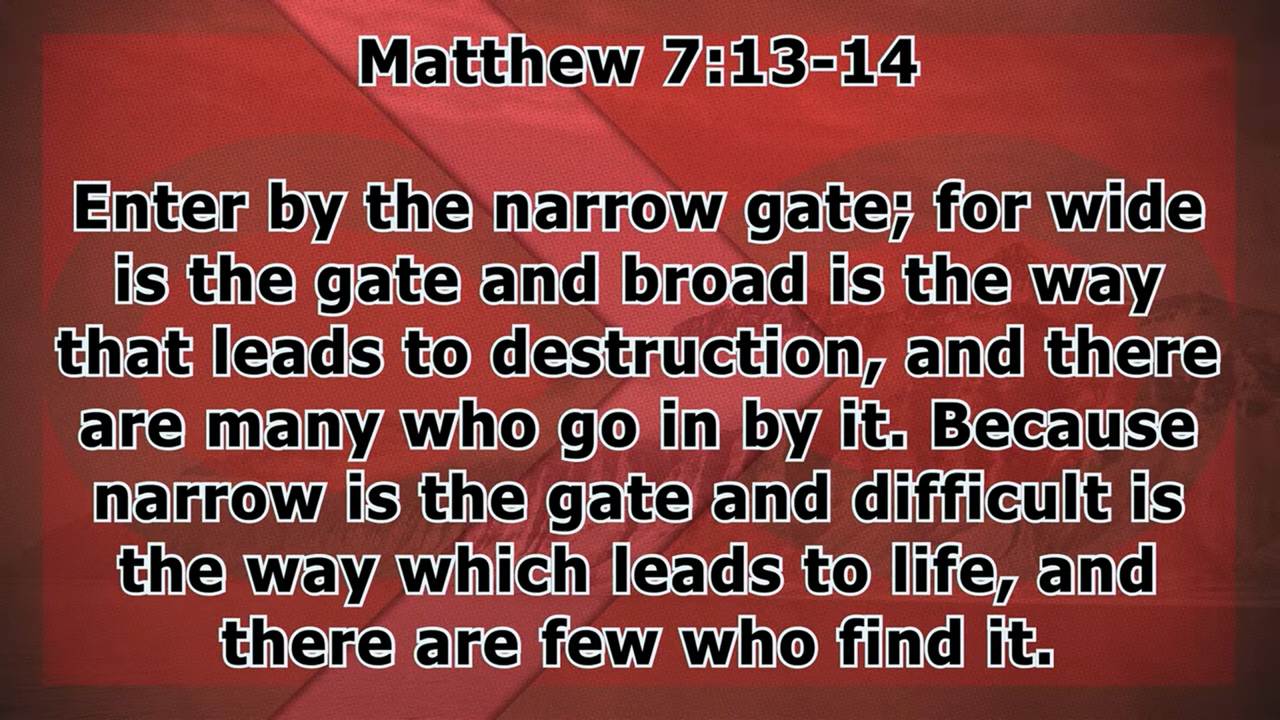 Matthew 7:13-14
Enter by the narrow gate; for wide
is the gate and broad is the way
that leads to destruction, and there
are many who go in by it. Because
narrow is the gate and difficult is
the way which leads to life, and
there are few who find it.